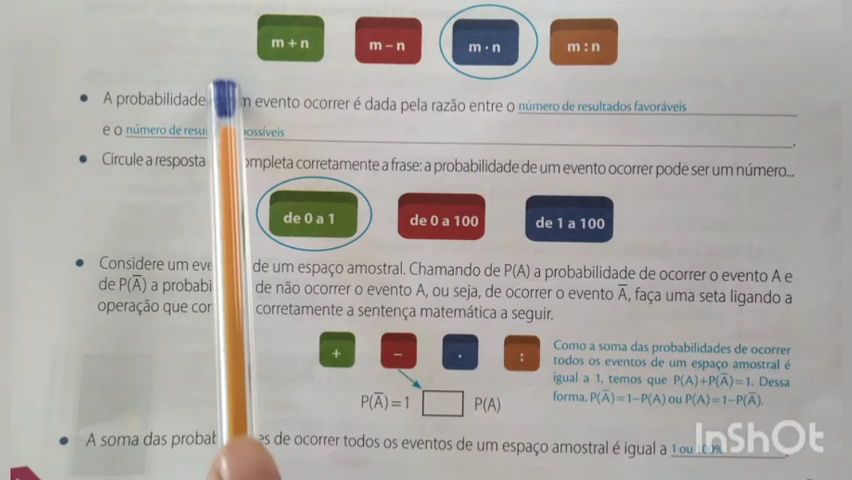 m + n m – n m · n m : n
• A probabilidade n evento ocorrer é dada pela razão entre o número de resultados favoráveis
e o número de resu possíveis.
• Circule a resposta ompleta corretamente a frase: a probabilidade de um evento ocorrer pode ser um número...
de 0 a 1 de 0 a 100 de 1 a 100
• Considere um eve de um espaço amostral. Chamando de P(A) a probabilidade de ocorrer o evento A e
de P(A̅) a probabi de não ocorrer o evento A, ou seja, de ocorrer o evento A̅, faça uma seta ligando a
operação que cor corretamente a sentença matemática a seguir.
+ – · :
P(A̅) = 1 P(A)
Como a soma das probabilidades de ocorrer
todos os eventos de um espaço amostral é
igual a 1, temos que P(A)+P(A̅)=1. Dessa
forma, P(A̅)=1–P(A) ou P(A)=1–P(A̅).
• A soma das probab es de ocorrer todos os eventos de um espaço amostral é igual a 1 ou 100%.
InShOt